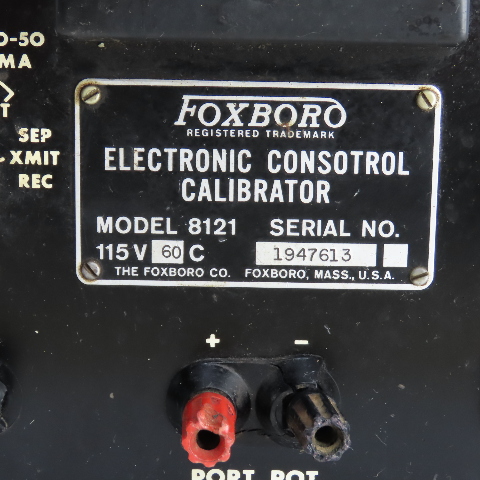 0-50
MA
T
SEP
XMIT
REC
FOXBORO
REGISTERED TRADEMARK
ELECTRONIC CONSOTROL
CALIBRATOR
MODEL 8121 SERIAL NO.
115V 60 C 1947613
THE FOXBORO CO. FOXBORO, MASS., U.S.A.
+ -
PORT POT